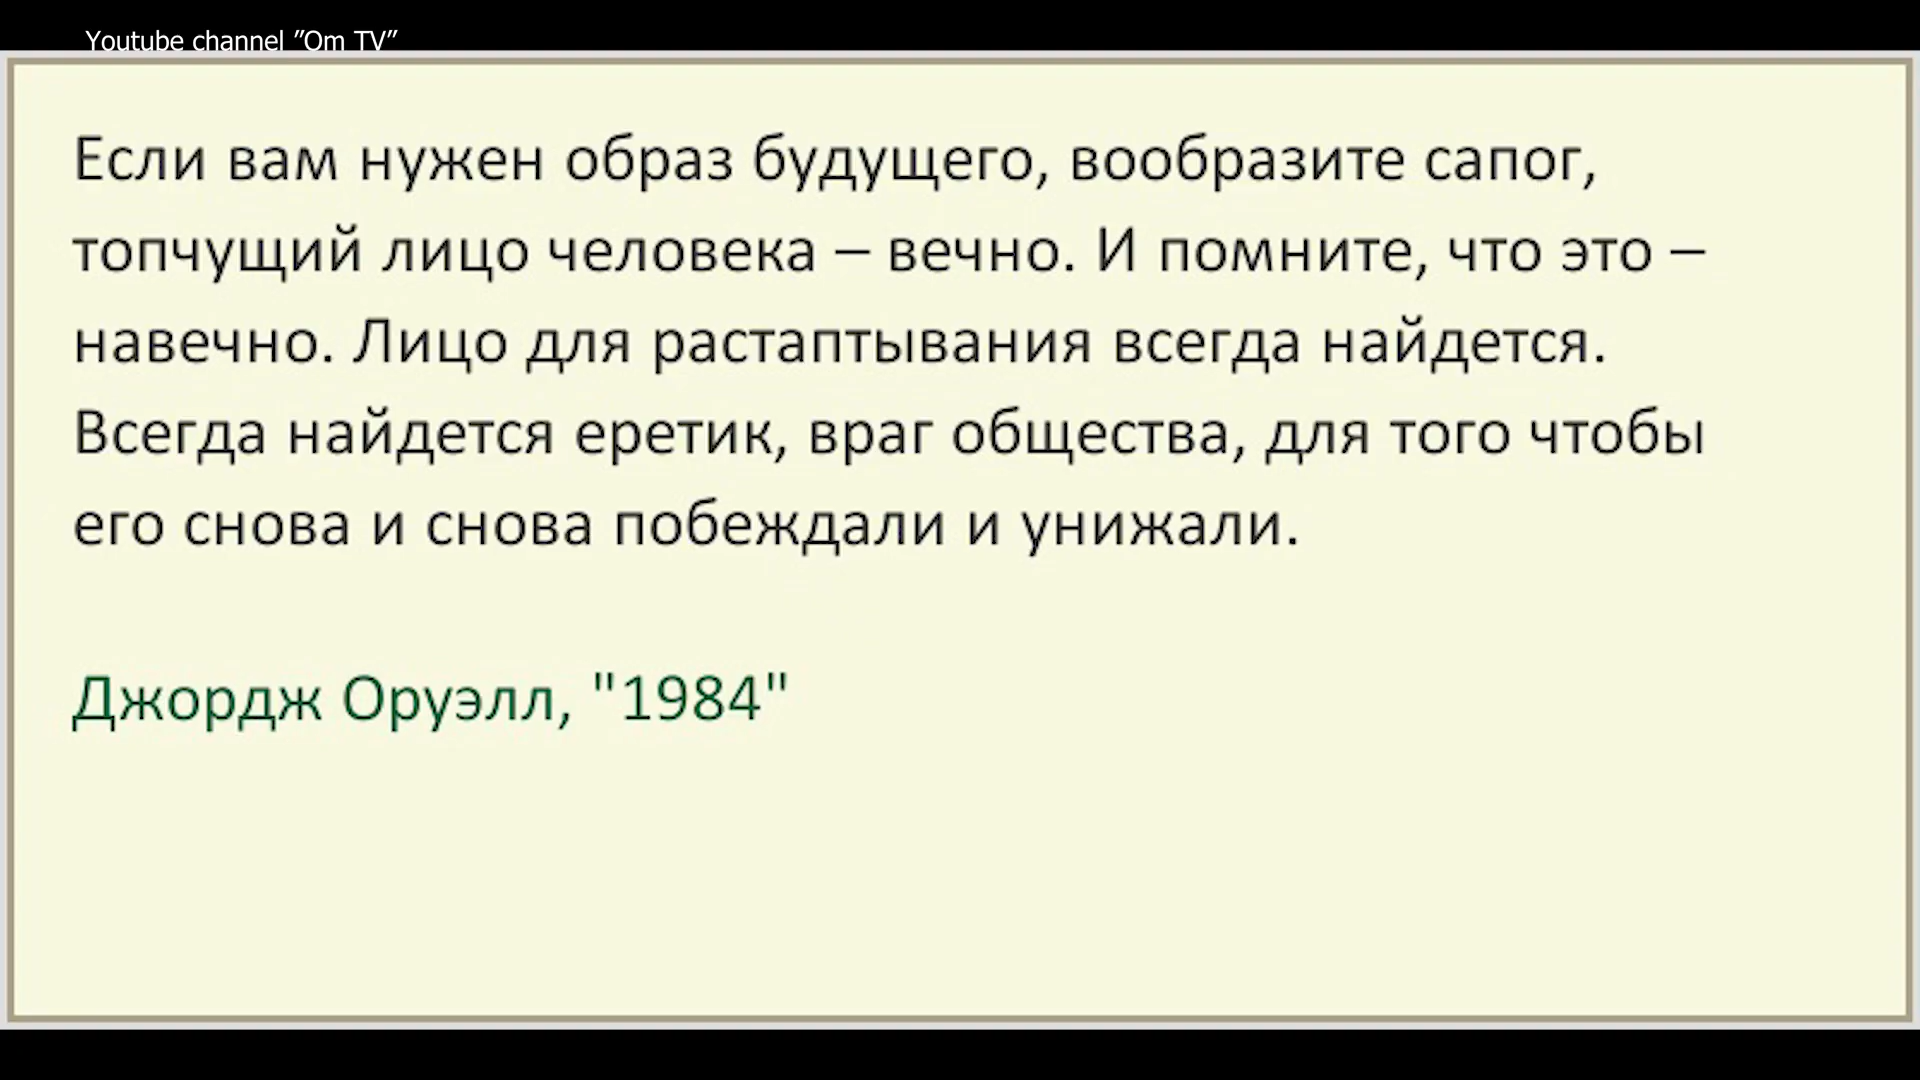 Youtube channel ”Om TV”
Если вам нужен образ будущего, вообразите сапог,
топчущий лицо человека – вечно. И помните, что это –
навечно. Лицо для растаптывания всегда найдется.
Всегда найдется еретик, враг общества, для того чтобы
его снова и снова побеждали и унижали.
Джордж Оруэлл, "1984"